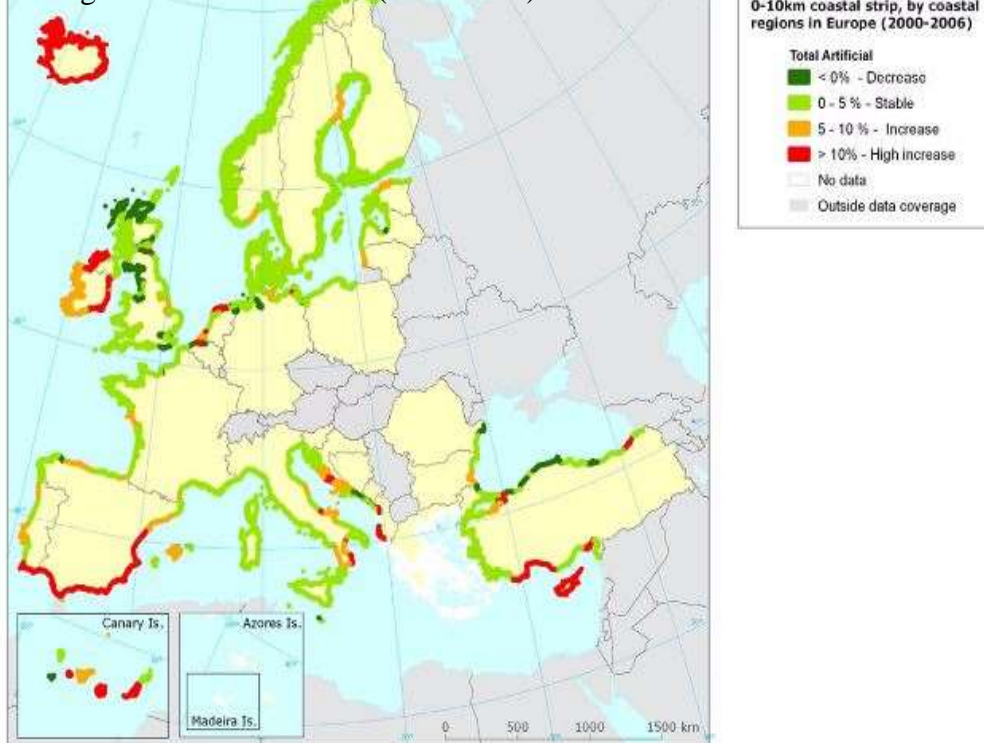 0-10km coastal strip, by coastal
regions in Europe (2000-2006)
Total Artificial
< 0% - Decrease
0 - 5 % - Stable
5 - 10 % - Increase
> 10% - High increase
No data
Outside data coverage
Canary Is.
Azores Is.
Madeira Is.
0 500 1000 1500 km